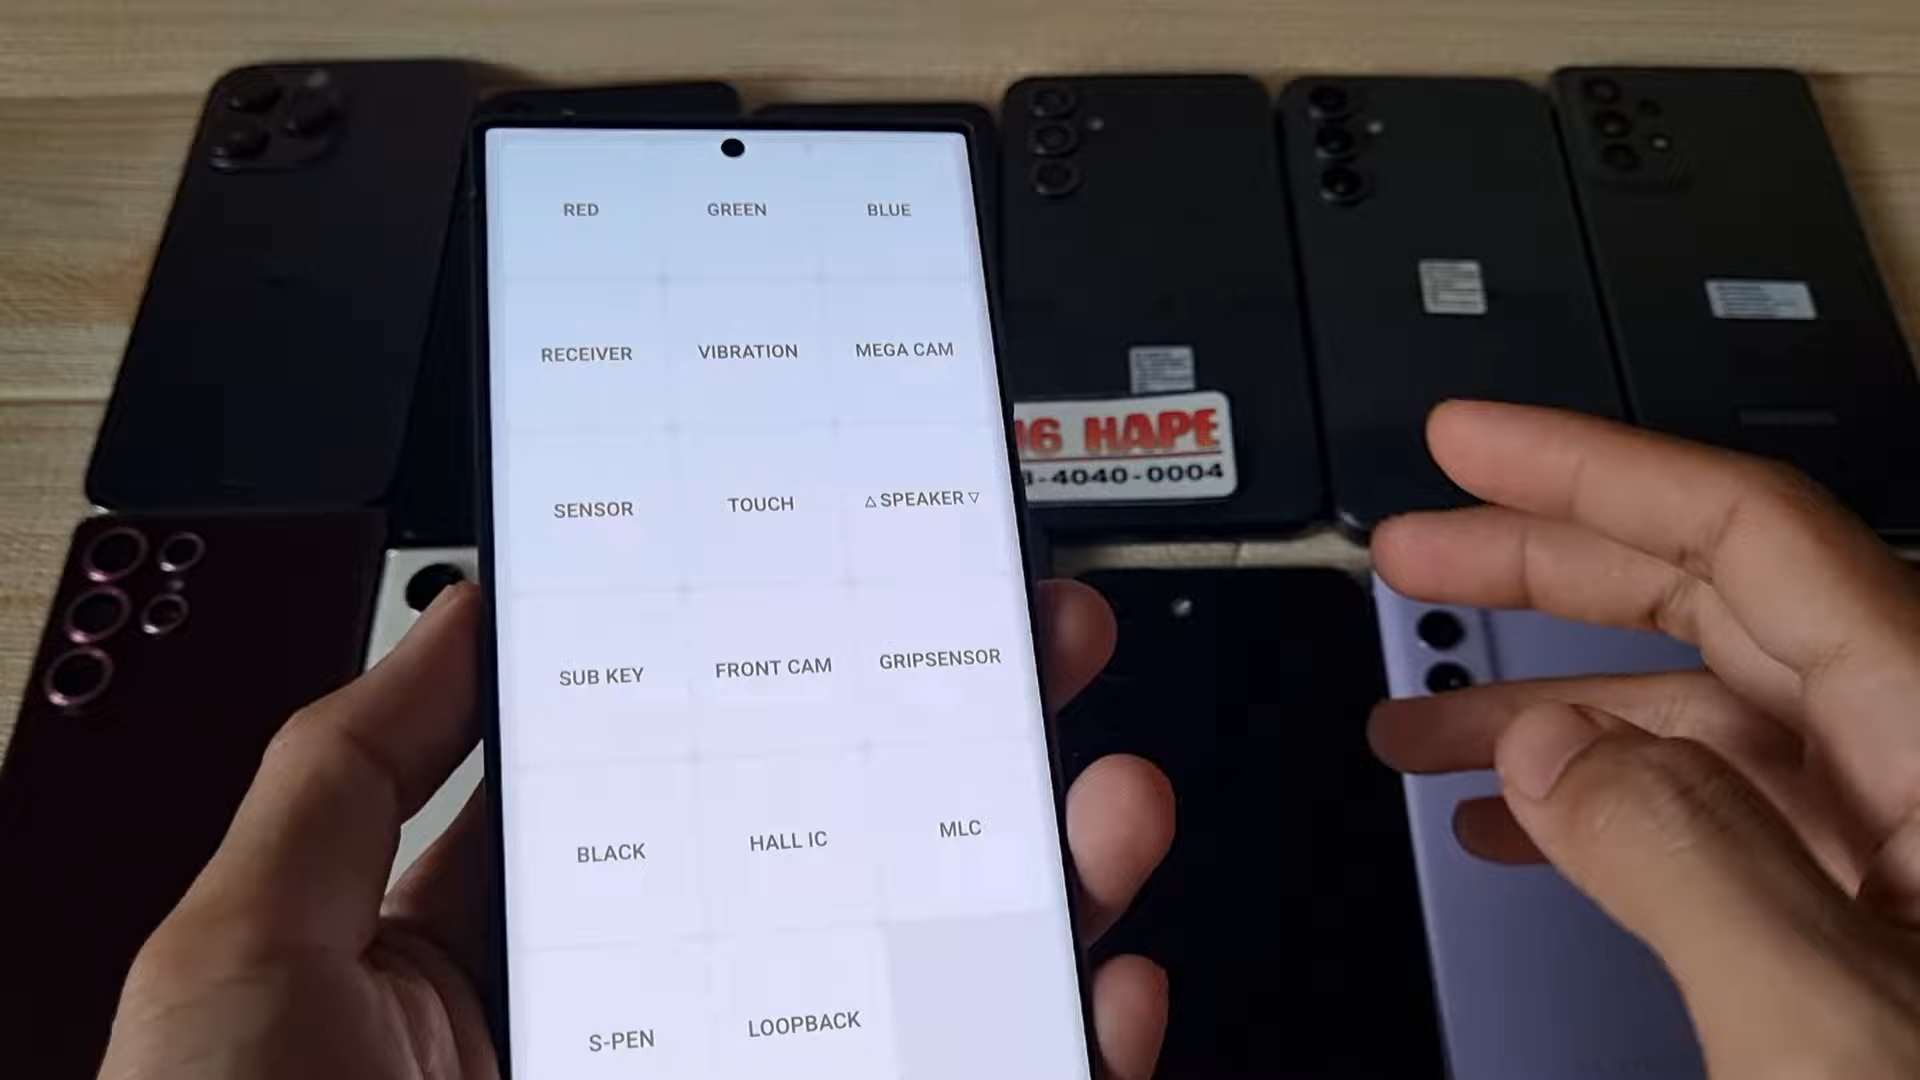 RED GREEN BLUE
RECEIVER VIBRATION MEGA CAM
SENSOR TOUCH △ SPEAKER ▽
SUB KEY FRONT CAM GRIPSENSOR
BLACK HALL IC MLC
S-PEN LOOPBACK
16 HAPE
-4040-0004